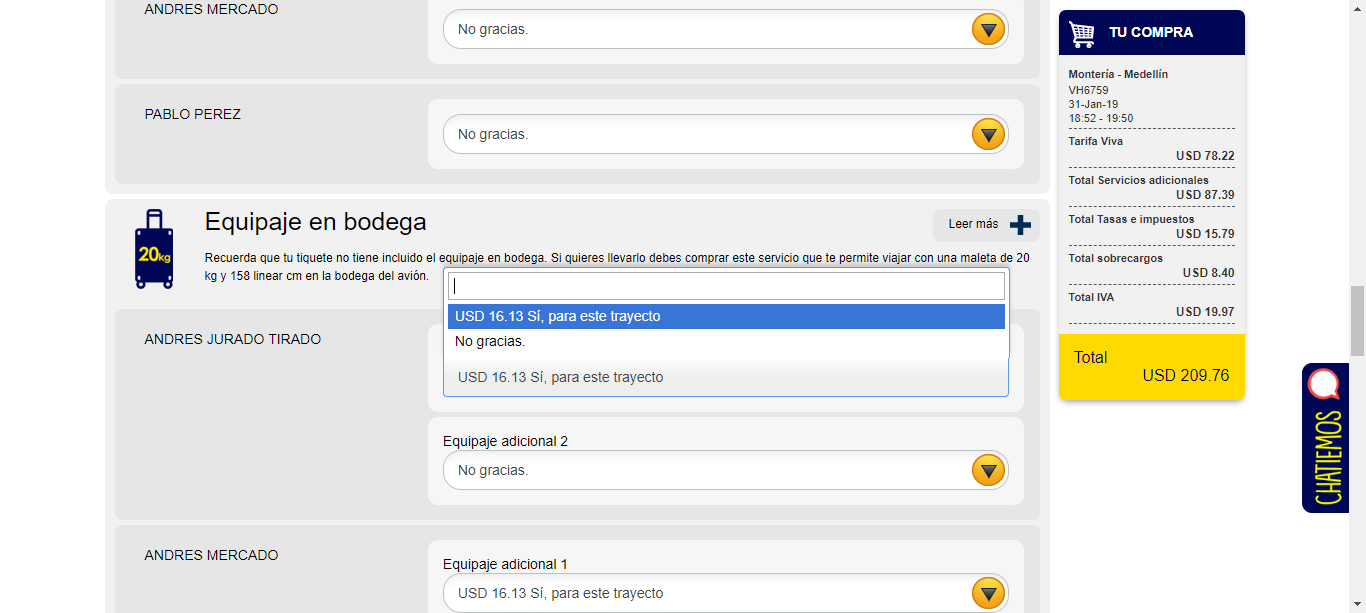 ANDRES MERCADO
No gracias.
PABLO PEREZ
No gracias.
20kg
Equipaje en bodega
Leer más
Recuerda que tu tiquete no tiene incluido el equipaje en bodega. Si quieres llevarlo debes comprar este servicio que te permite viajar con una maleta de 20
kg y 158 linear cm en la bodega del avión.
ANDRES JURADO TIRADO
USD 16.13 Sí, para este trayecto
No gracias.
USD 16.13 Sí, para este trayecto
Equipaje adicional 2
No gracias.
ANDRES MERCADO
Equipaje adicional 1
USD 16.13 Sí, para este trayecto
TU COMPRA
Montería - Medellín
VH6759
31-Jan-19
18:52 - 19:50
Tarifa Viva
USD 78.22
Total Servicios adicionales
USD 87.39
Total Tasas e impuestos
USD 15.79
Total sobrecargos
USD 8.40
Total IVA
USD 19.97
Total
USD 209.76
CHATIEMOS